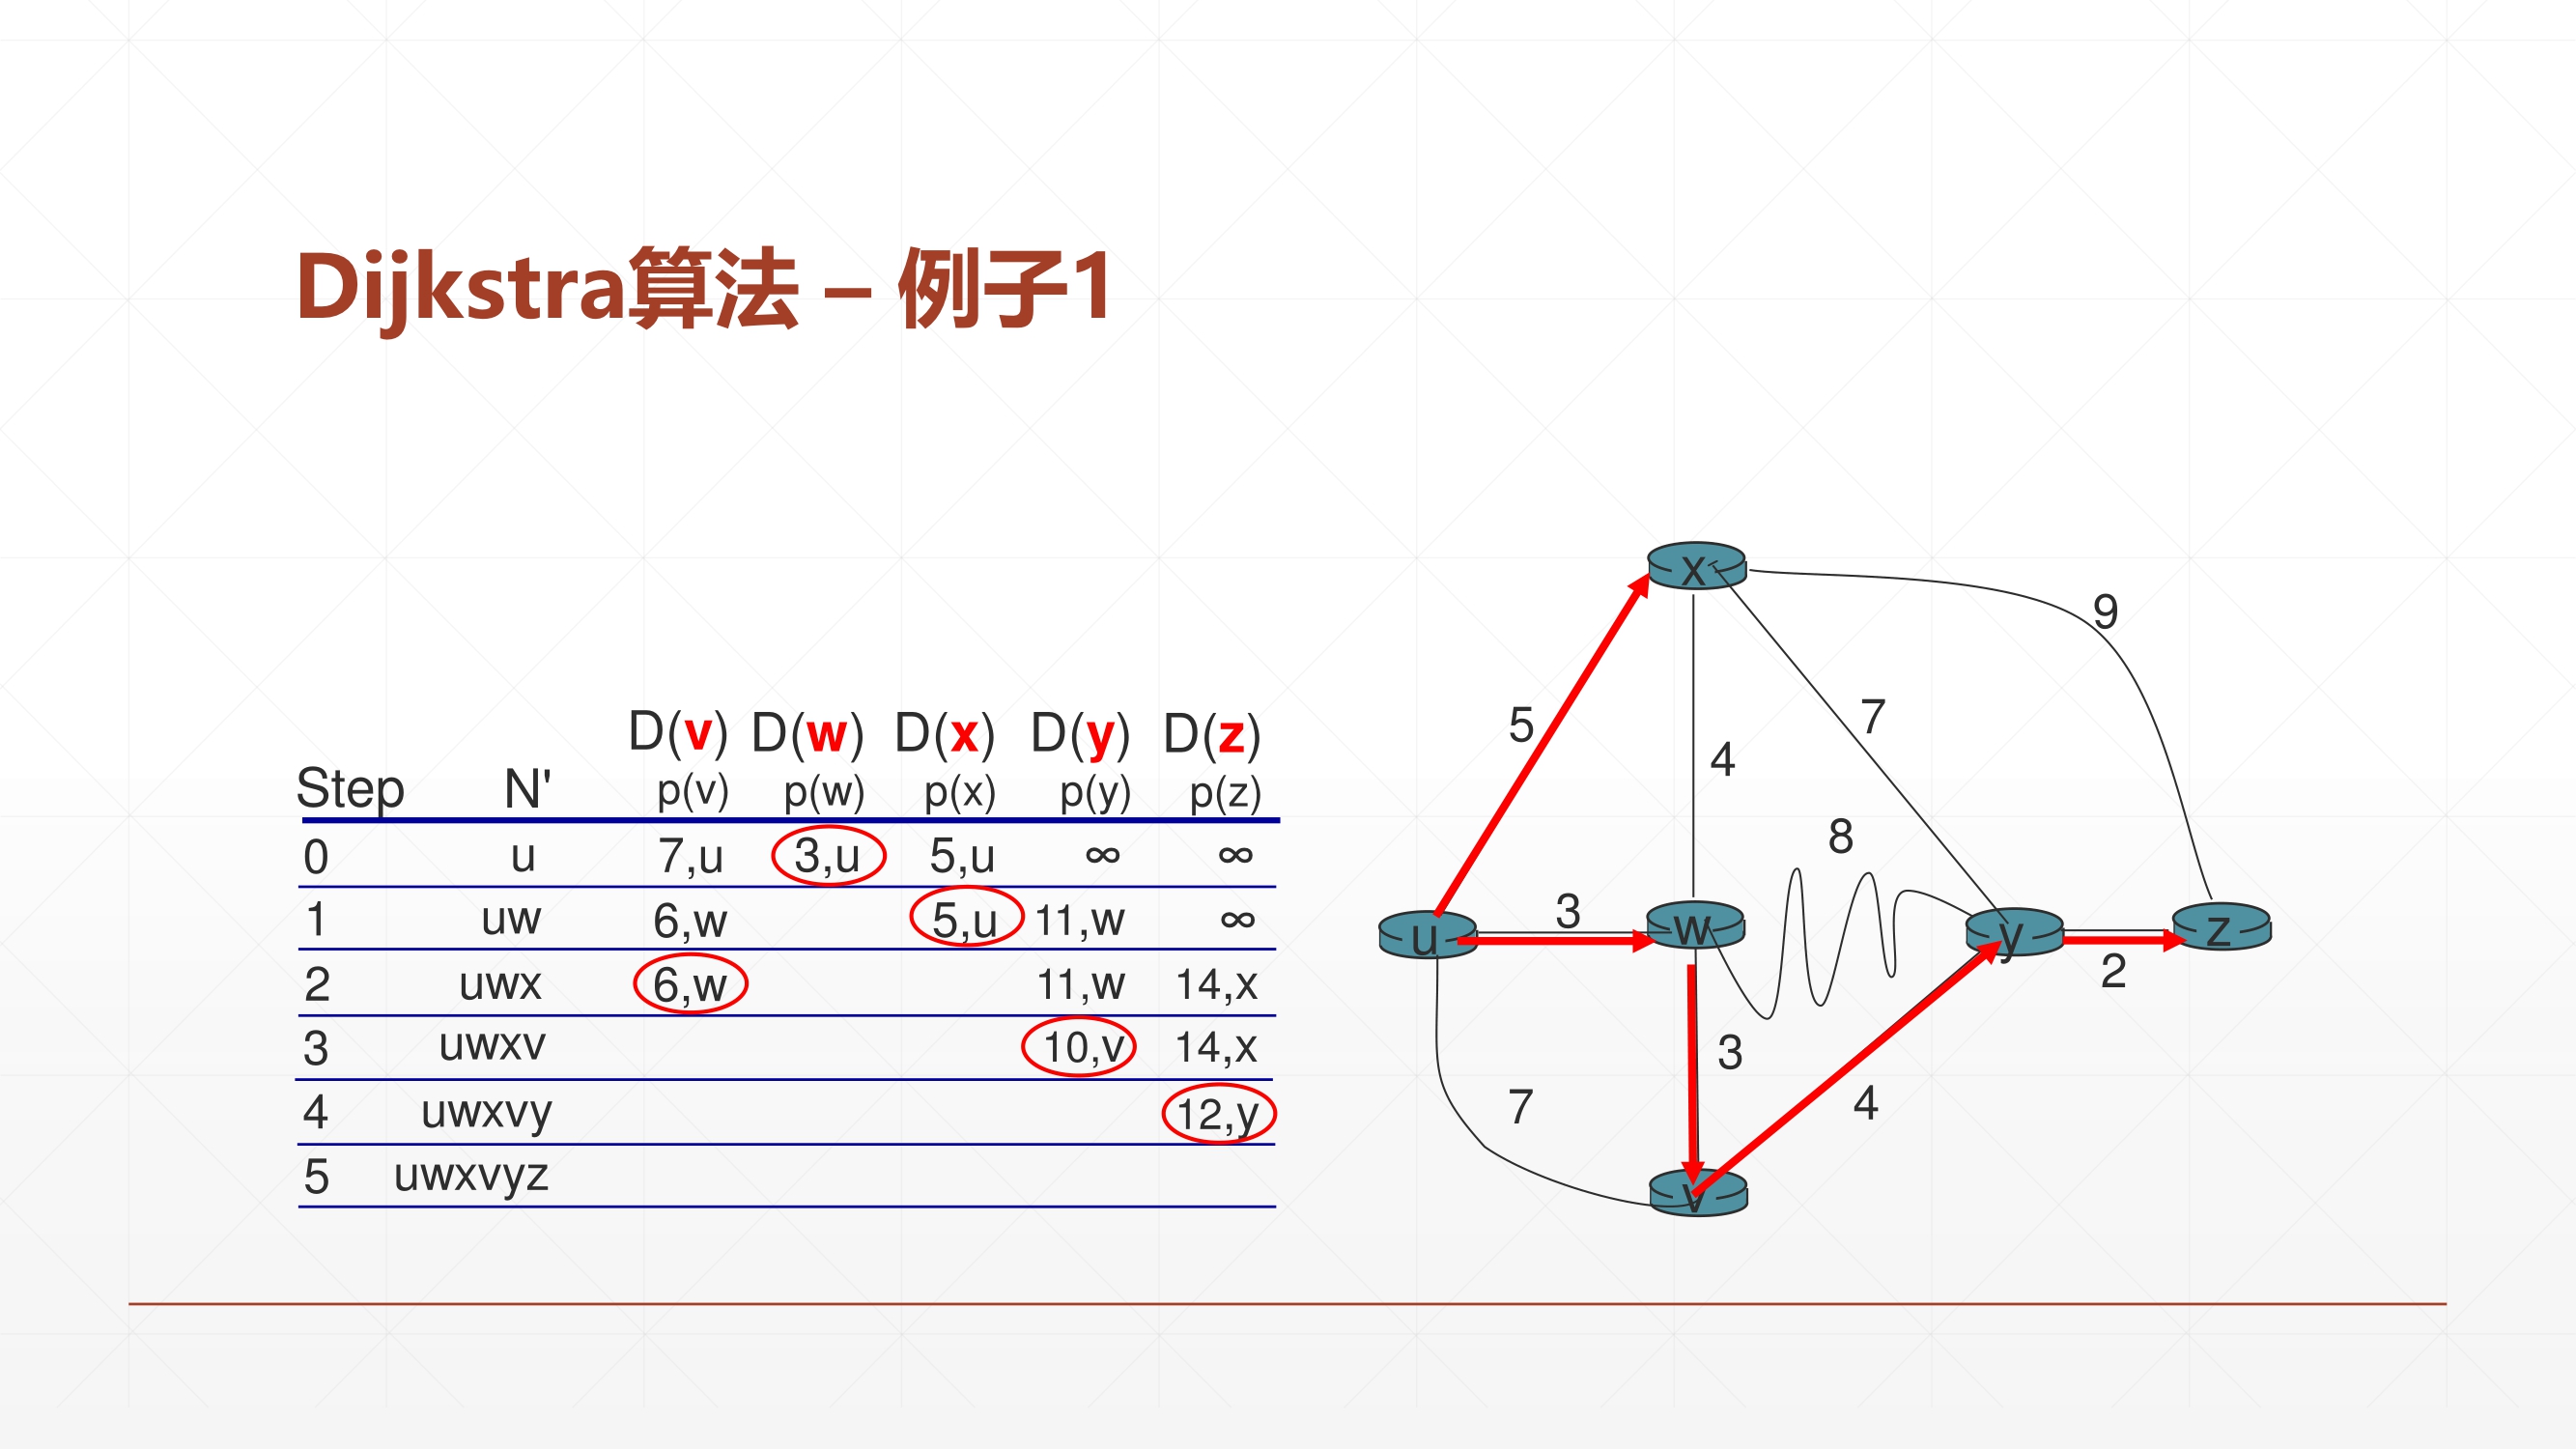 Dijkstra算法 – 例子1
D(v) D(w) D(x) D(y) D(z)
Step N' p(v) p(w) p(x) p(y) p(z)
0 u 7,u 3,u 5,u ∞ ∞
1 uw 6,w 5,u 11,w ∞
2 uwx 6,w 11,w 14,x
3 uwxv 10,v 14,x
4 uwxvy 12,y
5 uwxvyz
x
9
5
7
4
8
3
u
w
y
z
2
3
7
4
v